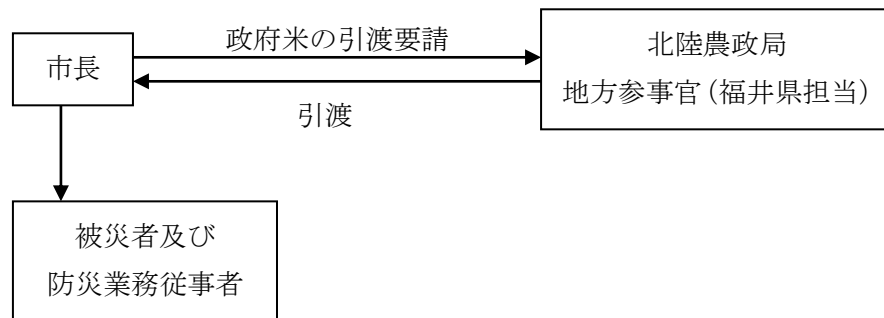 政府米の引渡要請
市長
北陸農政局
地方参事官（福井県担当）
引渡
被災者及び
防災業務従事者